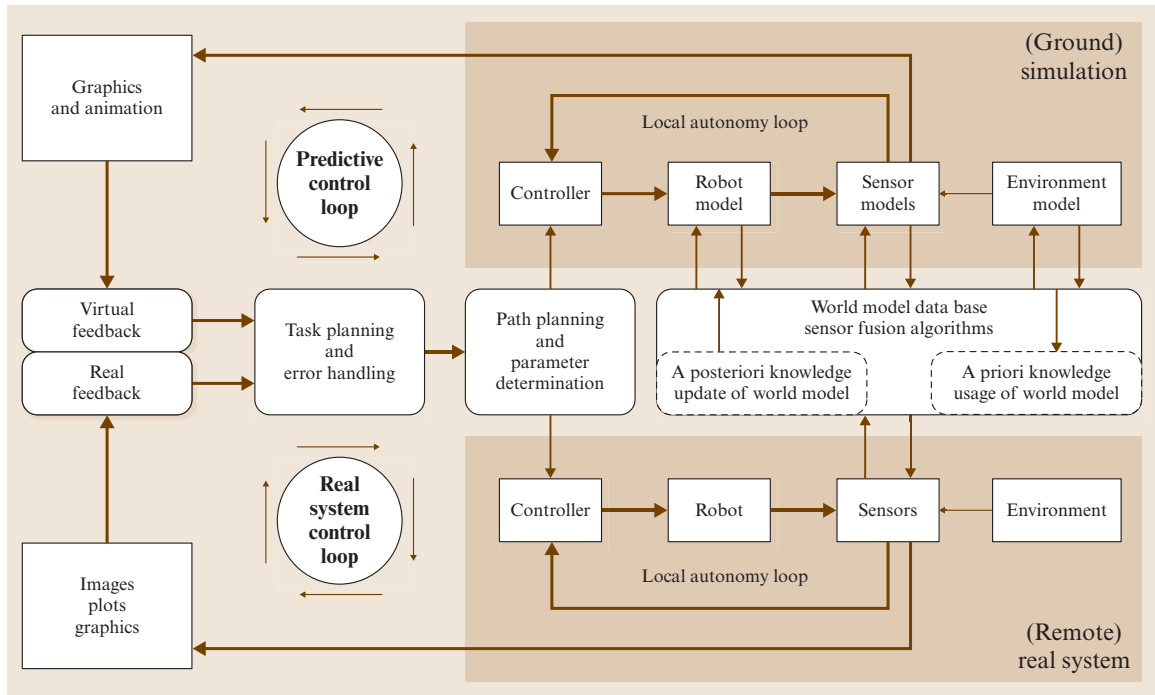 (Ground)
simulation
Graphics
and animation
Local autonomy loop
Predictive
control
loop
Controller
Robot
model
Sensor
models
Environment
model
Virtual
feedback
Real
feedback
Task planning
and
error handling
Path planning
and
parameter
determination
World model data base
sensor fusion algorithms
A posteriori knowledge
update of world model
A priori knowledge
usage of world model
Real
system
control
loop
Controller
Robot
Sensors
Environment
Local autonomy loop
Images
plots
graphics
(Remote)
real system